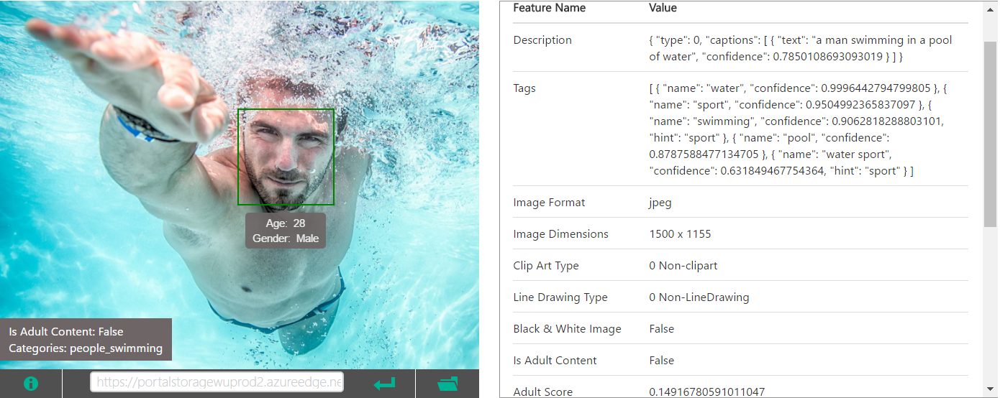 Age: 28
Gender: Male
Is Adult Content: False
Categories: people_swimming
https://portalstoragewuprod2.azureedge.ne
Feature Name Value
Description { "type": 0, "captions": [ { "text": "a man swimming in a pool
of water", "confidence": 0.7850108693093019 } ] }
Tags [ { "name": "water", "confidence": 0.9996442794799805 }, {
"name": "sport", "confidence": 0.9504992365837097 }, {
"name": "swimming", "confidence": 0.9062818288803101,
"hint": "sport" }, { "name": "pool", "confidence":
0.8787588477134705 }, { "name": "water sport",
"confidence": 0.631849467754364, "hint": "sport" } ]
Image Format jpeg
Image Dimensions 1500 x 1155
Clip Art Type 0 Non-clipart
Line Drawing Type 0 Non-LineDrawing
Black & White Image False
Is Adult Content False
Adult Score 0.14916780591011047